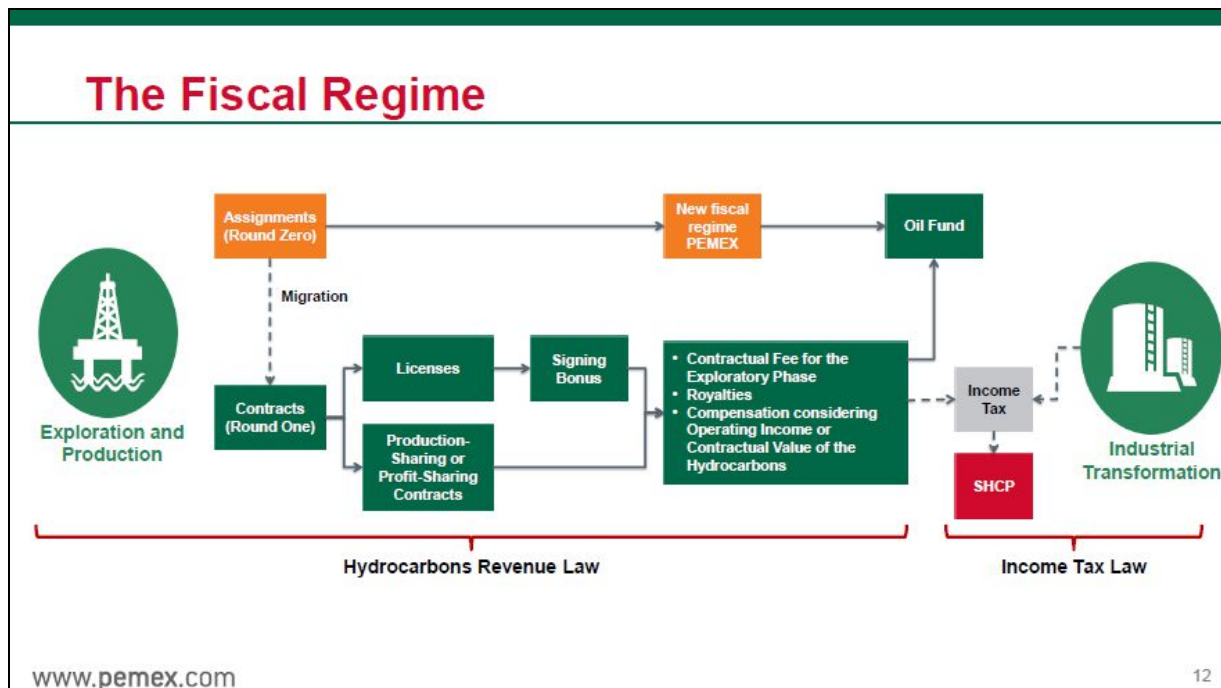 The Fiscal Regime
Assignments
(Round Zero)
New fiscal
regime
PEMEX
Oil Fund
Migration
Licenses
Signing
Bonus
• Contractual Fee for the
Exploratory Phase
• Royalties
• Compensation considering
Operating Income or
Contractual Value of the
Hydrocarbons
Income
Tax
Contracts
(Round One)
Production-
Sharing or
Profit-Sharing
Contracts
SHCP
Exploration and
Production
Industrial
Transformation
Hydrocarbons Revenue Law
Income Tax Law
www.pemex.com
12